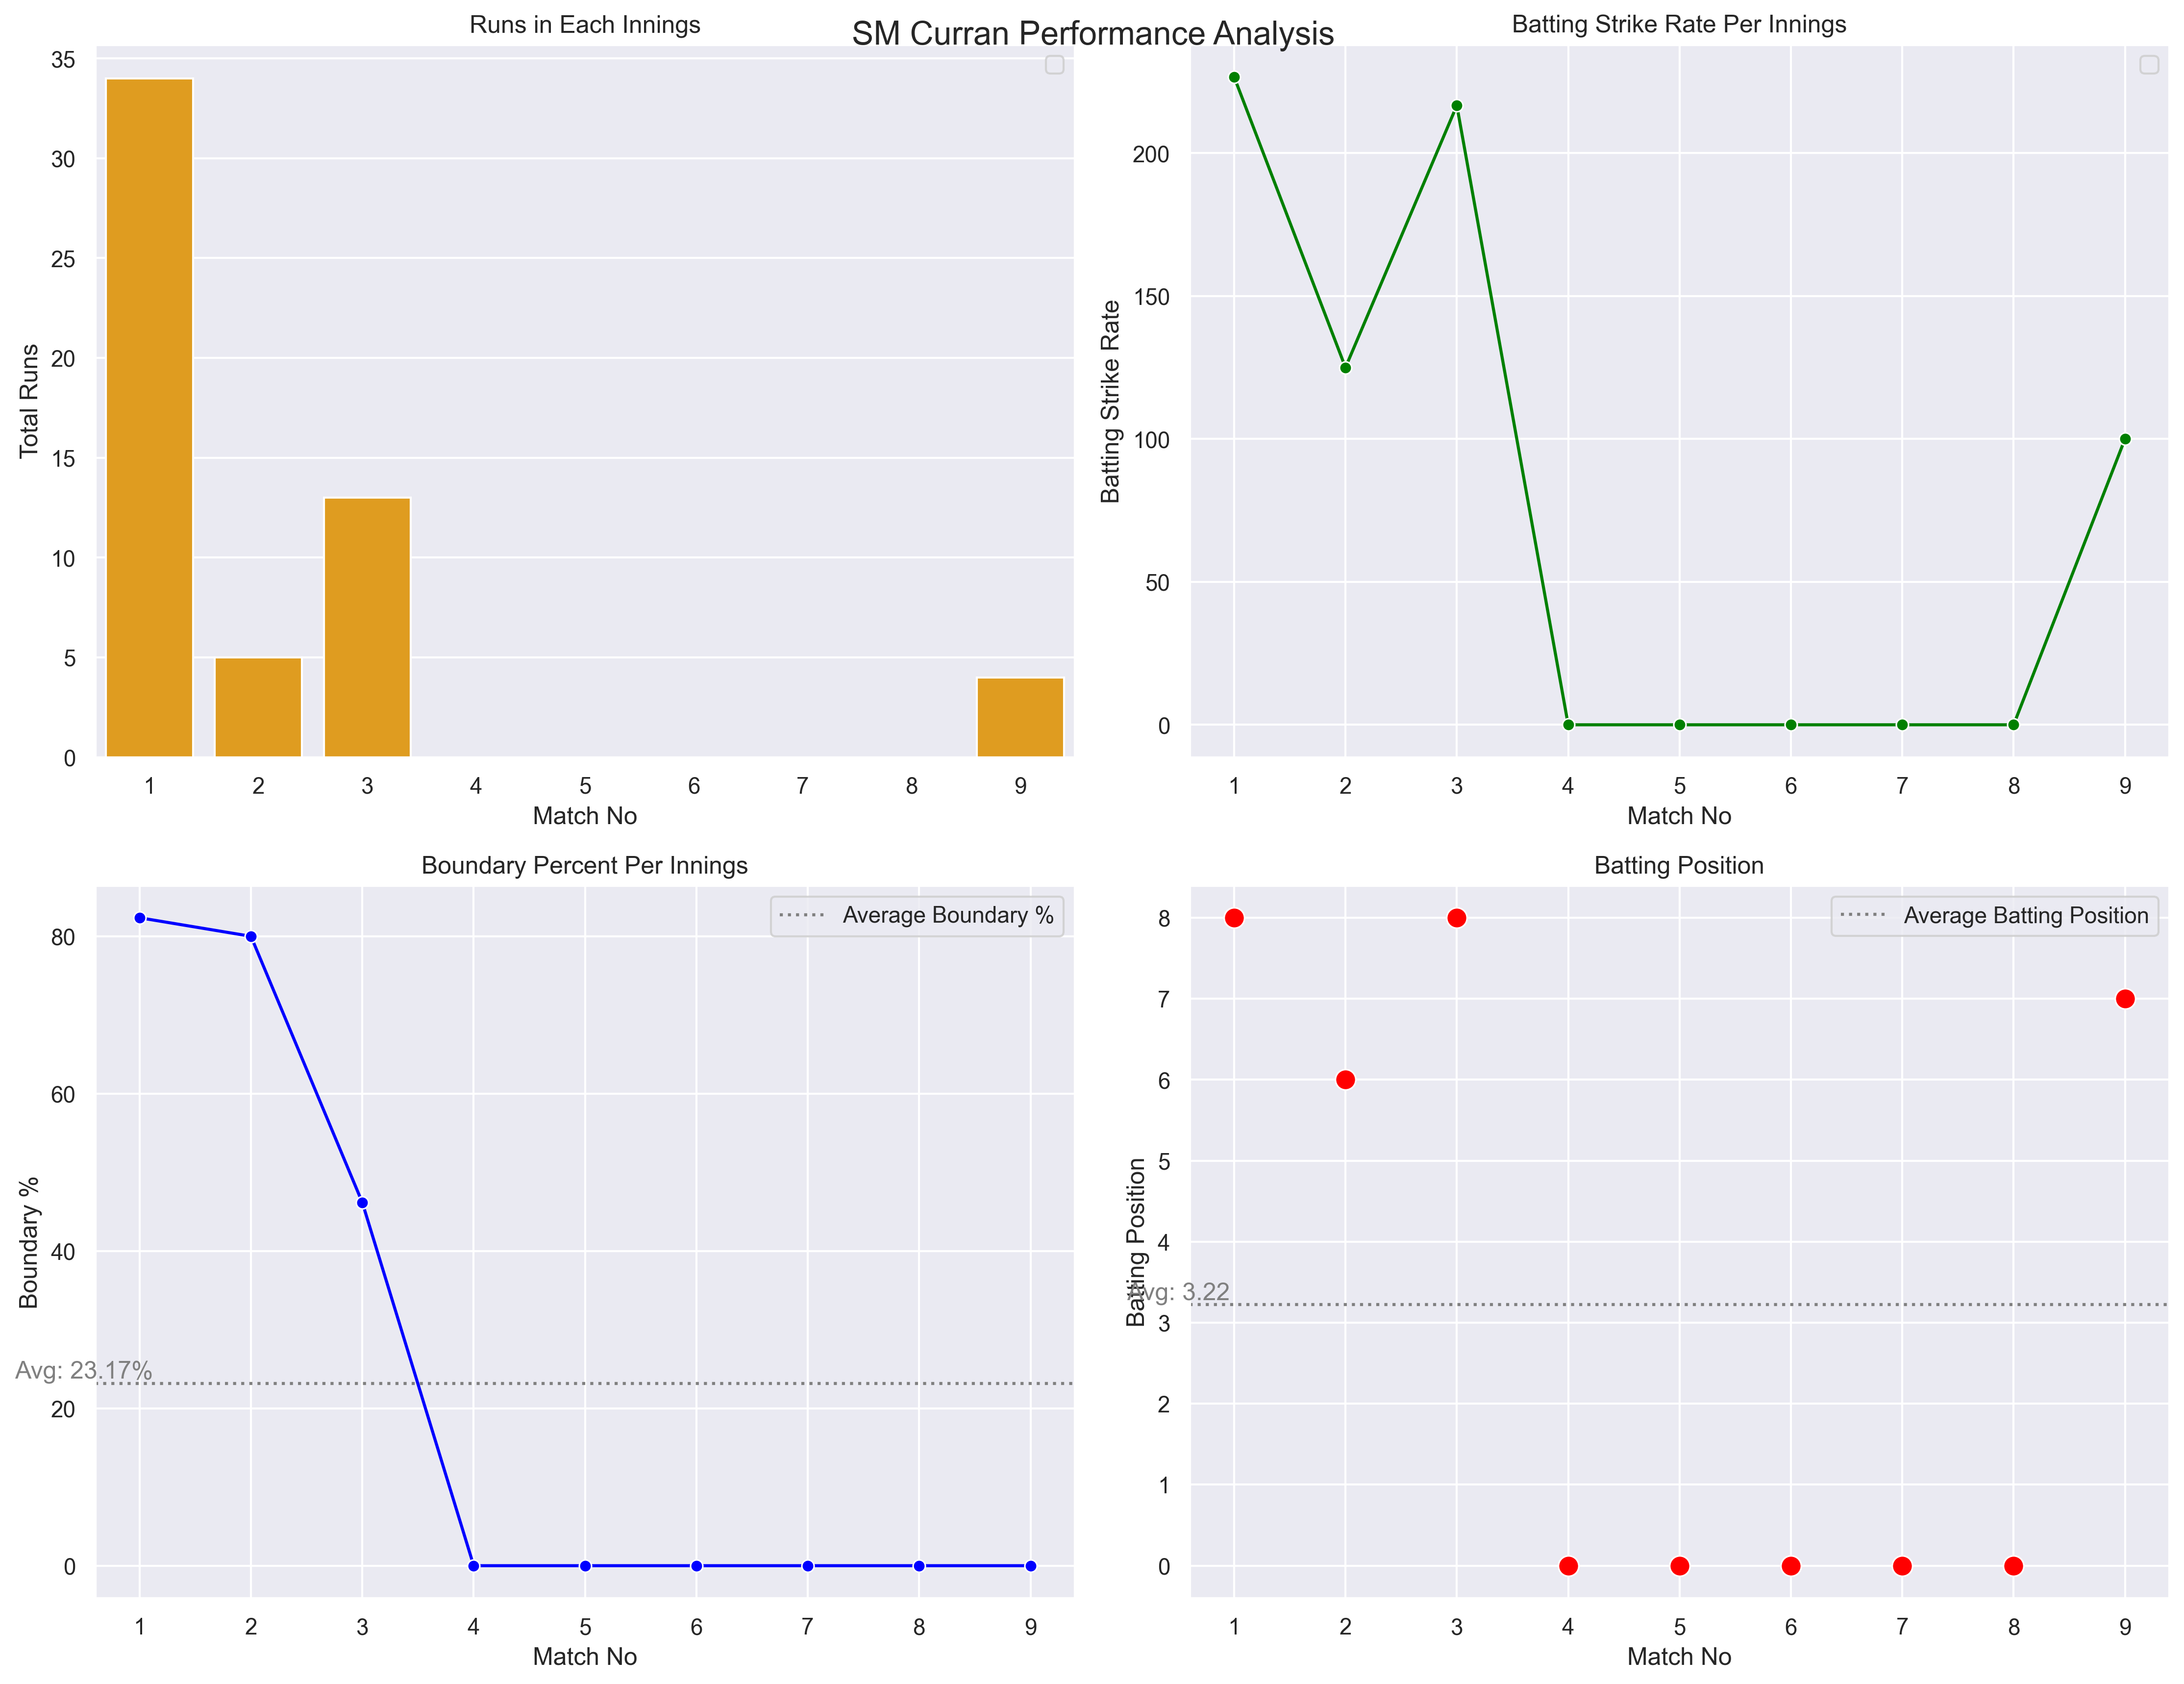 SM Curran Performance Analysis
Runs in Each Innings
35
30
25
20
15
10
5
0
Total Runs
1 2 3 4 5 6 7 8 9
Match No
Batting Strike Rate Per Innings
200
150
100
50
0
Batting Strike Rate
1 2 3 4 5 6 7 8 9
Match No
Boundary Percent Per Innings
Average Boundary %
80
60
40
20
0
Boundary %
Avg: 23.17%
1 2 3 4 5 6 7 8 9
Match No
Batting Position
Average Batting Position
8
7
6
5
4
3
2
1
0
Batting Position
Avg: 3.22
1 2 3 4 5 6 7 8 9
Match No